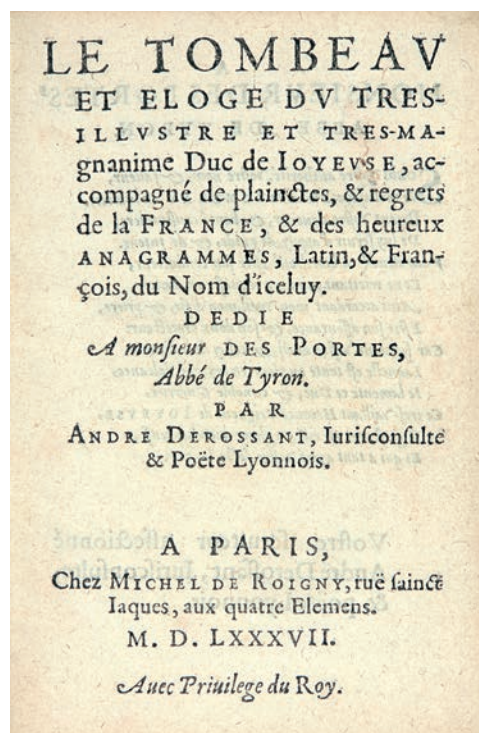 LE TOMBEAV
ET ELOGE DV TRES-
ILLVSTRE ET TRES-MA-
gnanime Duc de IOYEVSE, ac-
compagné de plainctes, & regrets
de la FRANCE, & des heureux
ANAGRAMMES, Latin, & Fran-
çois, du Nom d'iceluy.
DEDIE
A monſieur DES PORTES,
Abbé de Tyron.
PAR
ANDRE DEROSSANT, Iuriſconſulte
& Poëte Lyonnois.
A PARIS,
Chez MICHEL DE ROIGNY, ruë ſainct
Iaques, aux quatre Elemens.
M. D. LXXXVII.
Auec Priuilege du Roy.